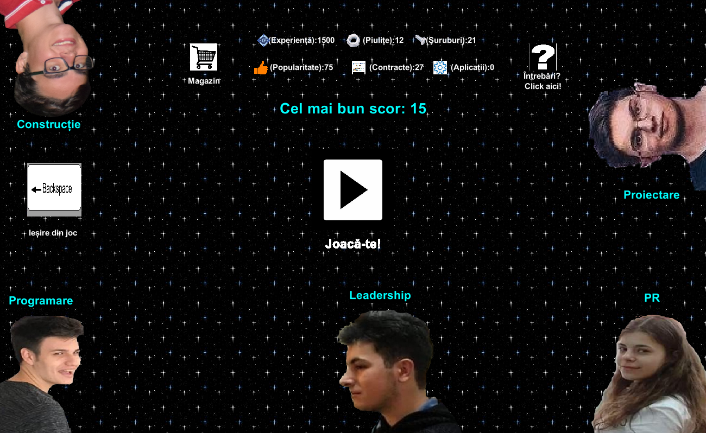 (Experiență):1500 (Piulițe):12 (Șuruburi):21
(Popularitate):75 (Contracte):27 (Aplicații):0
Magazin
Întrebări?
Click aici!
Cel mai bun scor: 15
Construcție
Proiectare
Backspace
Ieșire din joc
Joacă-te!
Programare
Leadership
PR